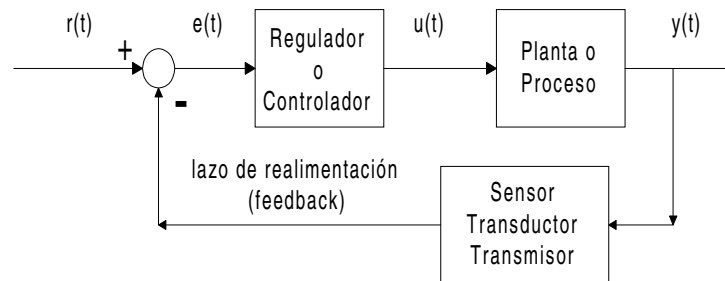 r(t)
+
e(t)
Regulador
o
Controlador
u(t)
Planta o
Proceso
y(t)
-
lazo de realimentación
(feedback)
Sensor
Transductor
Transmisor